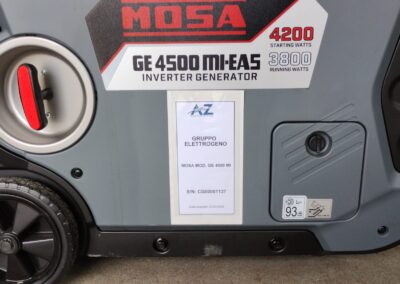 MOSA
GE 4500 MI-EAS
INVERTER GENERATOR
4200
STARTING WATTS
3800
RUNNING WATTS
AZ
GRUPPO
ELETTROGENO
MOSA MOD. GE 4500 MI
S/N:
93